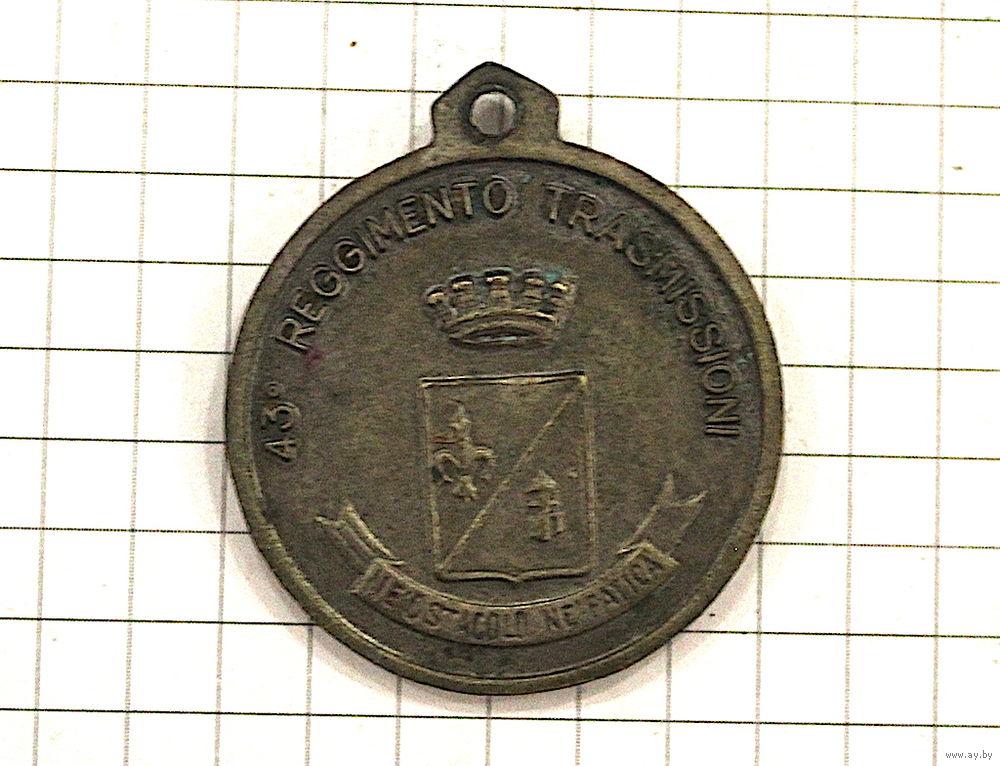 43° REGGIMENTO TRASMISSIONI
NE OSTACOLO NE FATICA
www.ay.by